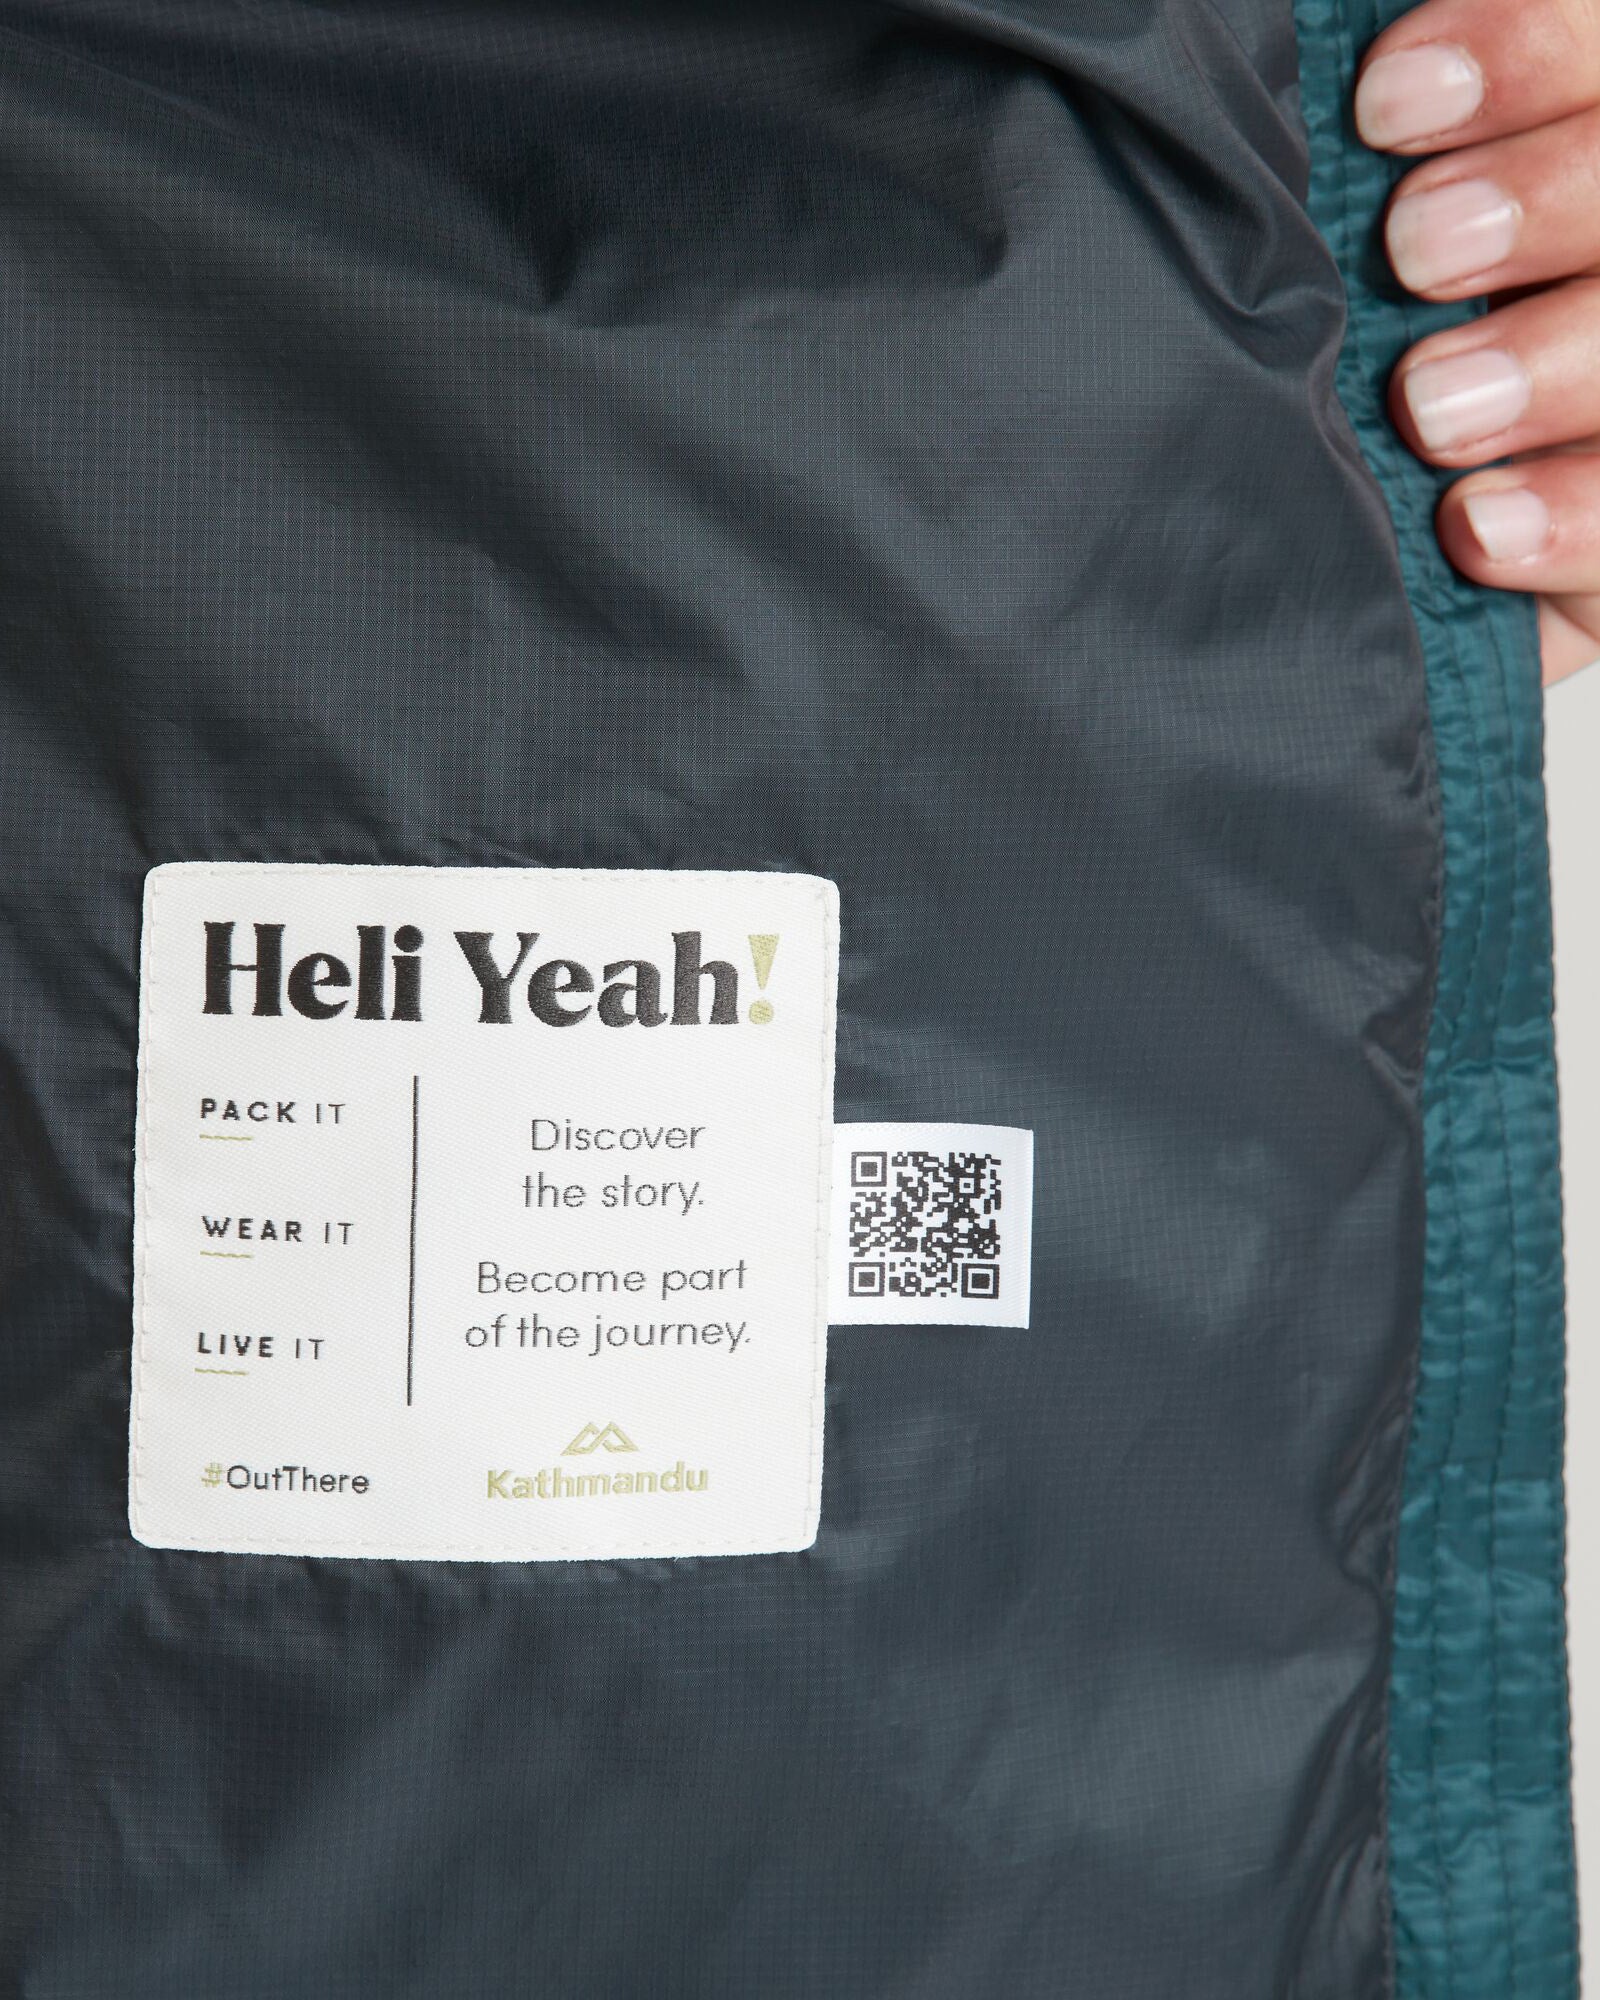 Heli Yeah!
PACK IT
WEAR IT
LIVE IT
#OutThere
Discover
the story.
Become part
of the journey.
Kathmandu